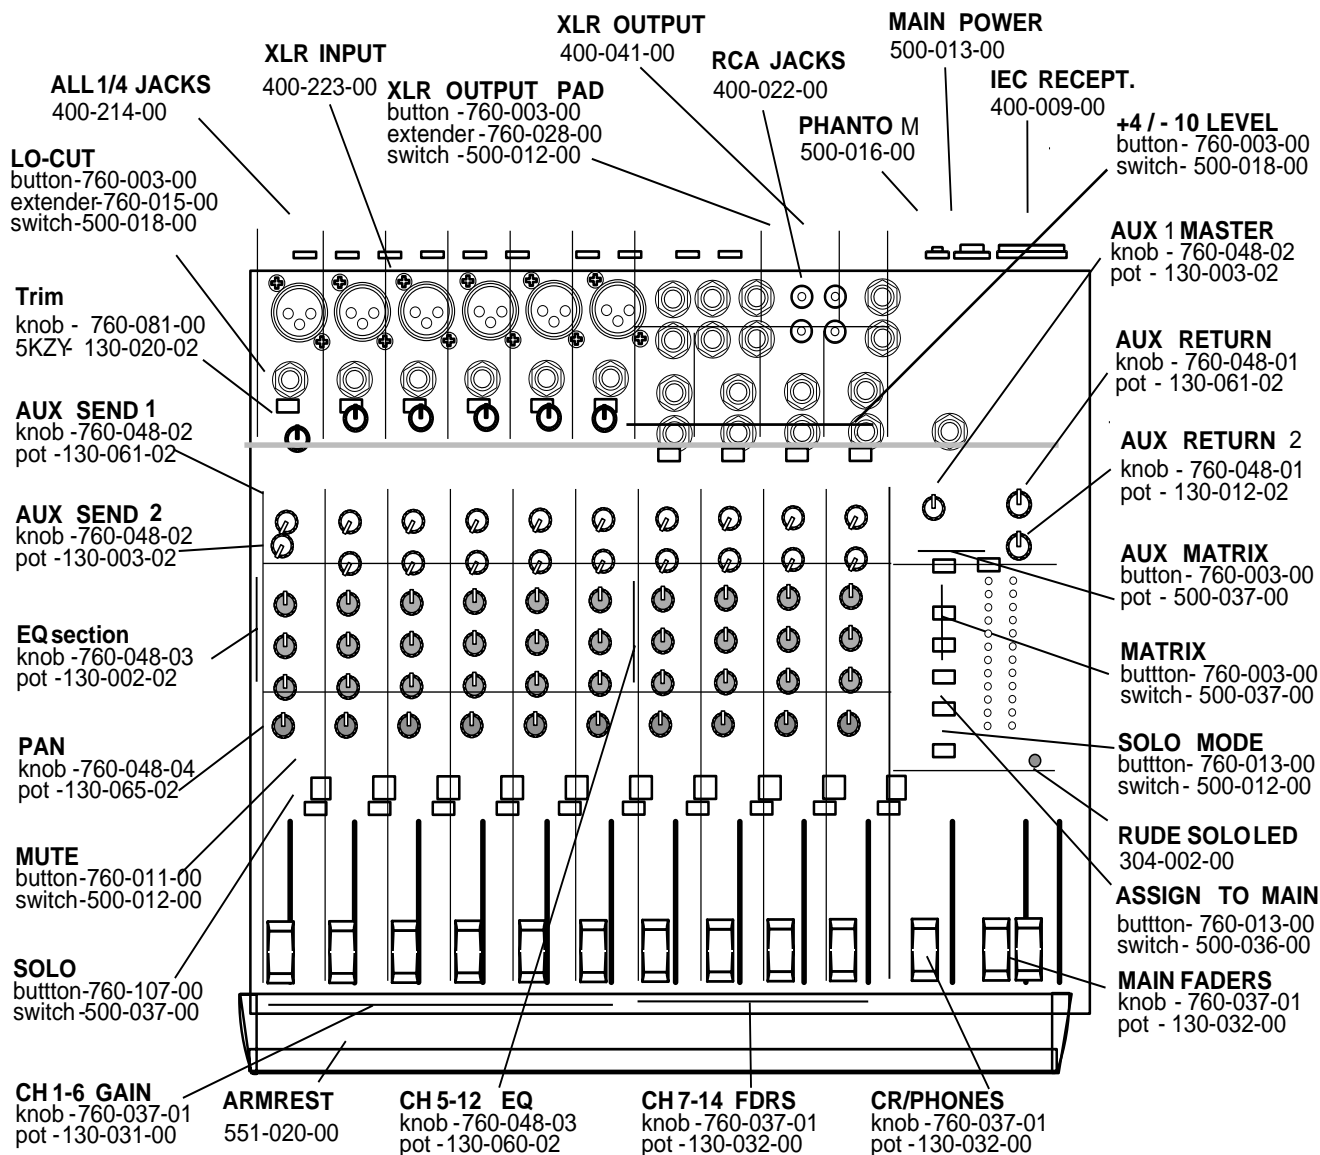 ALL 1/4 JACKS
400-214-00
XLR INPUT
400-223-00
XLR OUTPUT
400-041-00
XLR OUTPUT PAD
button -760-003-00
extender -760-028-00
switch -500-012-00
RCA JACKS
400-022-00
MAIN POWER
500-013-00
PHANTO M
500-016-00
IEC RECEPT.
400-009-00
+4 / - 10 LEVEL
button - 760-003-00
switch - 500-018-00
LO-CUT
button-760-003-00
extender-760-015-00
switch-500-018-00
Trim
knob - 760-081-00
5KZY- 130-020-02
AUX SEND 1
knob -760-048-02
pot -130-061-02
AUX SEND 2
knob -760-048-02
pot -130-003-02
EQ section
knob -760-048-03
pot -130-002-02
PAN
knob -760-048-04
pot -130-065-02
MUTE
button-760-011-00
switch-500-012-00
SOLO
buttton-760-107-00
switch-500-037-00
CH 1-6 GAIN
knob -760-037-01
pot -130-031-00
ARMREST
551-020-00
CH 5-12 EQ
knob -760-048-03
pot -130-060-02
CH 7-14 FDRS
knob -760-037-01
pot -130-032-00
CR/PHONES
knob -760-037-01
pot -130-032-00
AUX 1 MASTER
knob - 760-048-02
pot - 130-003-02
AUX RETURN
knob - 760-048-01
pot - 130-061-02
AUX RETURN 2
knob - 760-048-01
pot - 130-012-02
AUX MATRIX
button - 760-003-00
pot - 500-037-00
MATRIX
buttton- 760-003-00
switch - 500-037-00
SOLO MODE
buttton- 760-013-00
switch - 500-012-00
RUDE SOLO LED
304-002-00
ASSIGN TO MAIN
buttton- 760-013-00
switch - 500-036-00
MAIN FADERS
knob - 760-037-01
pot - 130-032-00